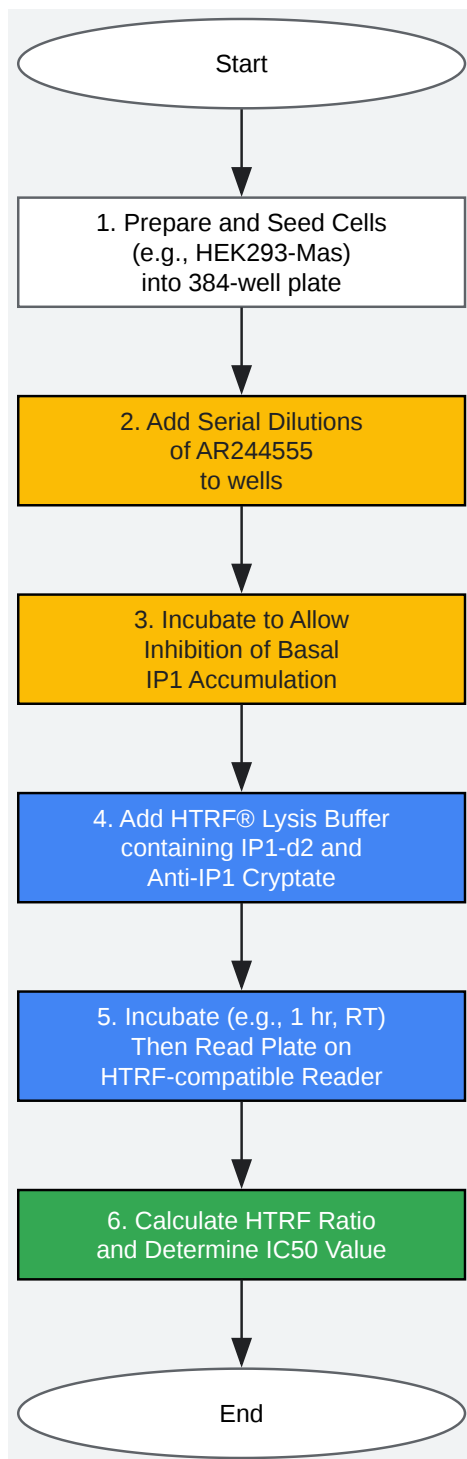 Start
1. Prepare and Seed Cells
(e.g., HEK293-Mas)
into 384-well plate
2. Add Serial Dilutions
of AR244555
to wells
3. Incubate to Allow
Inhibition of Basal
IP1 Accumulation
4. Add HTRF® Lysis Buffer
containing IP1-d2 and
Anti-IP1 Cryptate
5. Incubate (e.g., 1 hr, RT)
Then Read Plate on
HTRF-compatible Reader
6. Calculate HTRF Ratio
and Determine IC50 Value
End